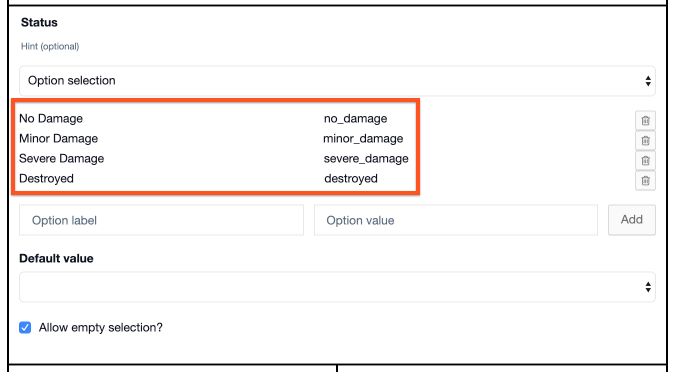 Status
Hint (optional)
Option selection
No Damage no_damage
Minor Damage minor_damage
Severe Damage severe_damage
Destroyed destroyed
Option label Option value Add
Default value
Allow empty selection?